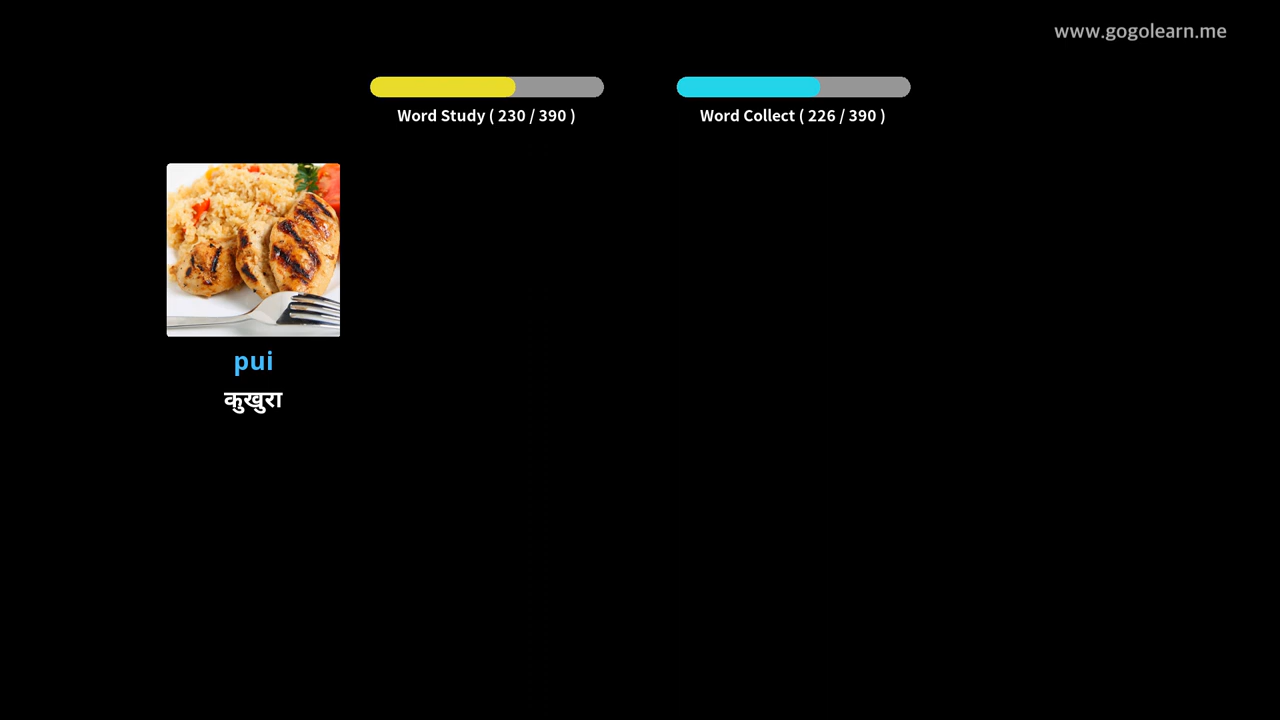 www.gogolearn.me
Word Study ( 230 / 390 )
Word Collect ( 226 / 390 )
pui
कुखुरा